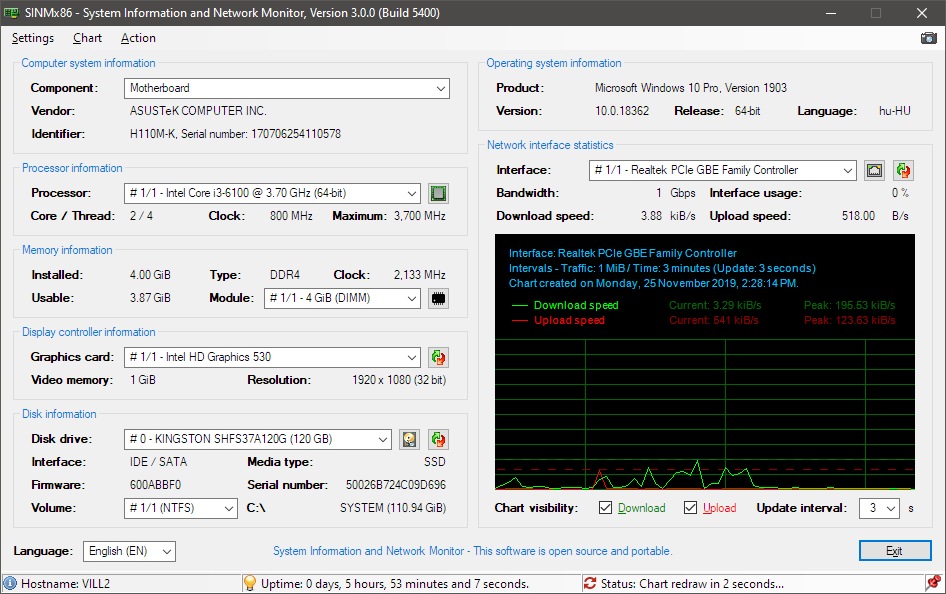 SINMx86 - System Information and Network Monitor, Version 3.0.0 (Build 5400)
Settings Chart Action
Computer system information
Component: Motherboard
Vendor: ASUSTeK COMPUTER INC.
Identifier: H110M-K, Serial number: 170706254110578
Processor information
Processor: # 1/1 - Intel Core i3-6100 @ 3.70 GHz (64-bit)
Core / Thread: 2 / 4 Clock: 800 MHz Maximum: 3,700 MHz
Memory information
Installed: 4.00 GiB Type: DDR4 Clock: 2,133 MHz
Usable: 3.87 GiB Module: # 1/1 - 4 GiB (DIMM)
Display controller information
Graphics card: # 1/1 - Intel HD Graphics 530
Video memory: 1 GiB Resolution: 1920 x 1080 (32 bit)
Disk information
Disk drive: # 0 - KINGSTON SHFS37A120G (120 GB)
Interface: IDE / SATA Media type: SSD
Firmware: 600ABBF0 Serial number: 50026B724C09D696
Volume: # 1/1 (NTFS) C:\ SYSTEM (110.94 GiB)
Operating system information
Product: Microsoft Windows 10 Pro, Version 1903
Version: 10.0.18362 Release: 64-bit Language: hu-HU
Network interface statistics
Interface: # 1/1 - Realtek PCIe GBE Family Controller
Bandwidth: 1 Gbps Interface usage: 0 %
Download speed: 3.88 kiB/s Upload speed: 518.00 B/s
Interface: Realtek PCIe GBE Family Controller
Intervals - Traffic: 1 MiB / Time: 3 minutes (Update: 3 seconds)
Chart created on Monday, 25 November 2019, 2:28:14 PM.
Download speed Current: 3.29 kiB/s Peak: 195.53 kiB/s
Upload speed Current: 541 kiB/s Peak: 123.63 kiB/s
Chart visibility: Download Upload Update interval: 3 s
Language: English (EN) System Information and Network Monitor - This software is open source and portable. Exit
Hostname: VILL2 Uptime: 0 days, 5 hours, 53 minutes and 7 seconds. Status: Chart redraw in 2 seconds...